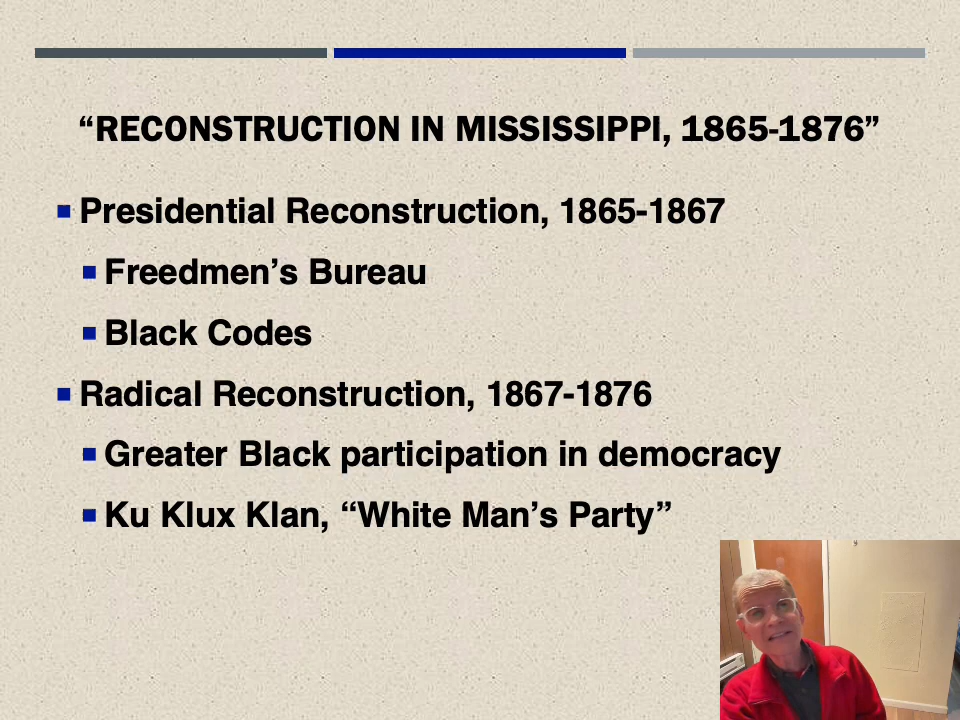 “RECONSTRUCTION IN MISSISSIPPI, 1865-1876”
Presidential Reconstruction, 1865-1867
Freedmen’s Bureau
Black Codes
Radical Reconstruction, 1867-1876
Greater Black participation in democracy
Ku Klux Klan, “White Man’s Party”